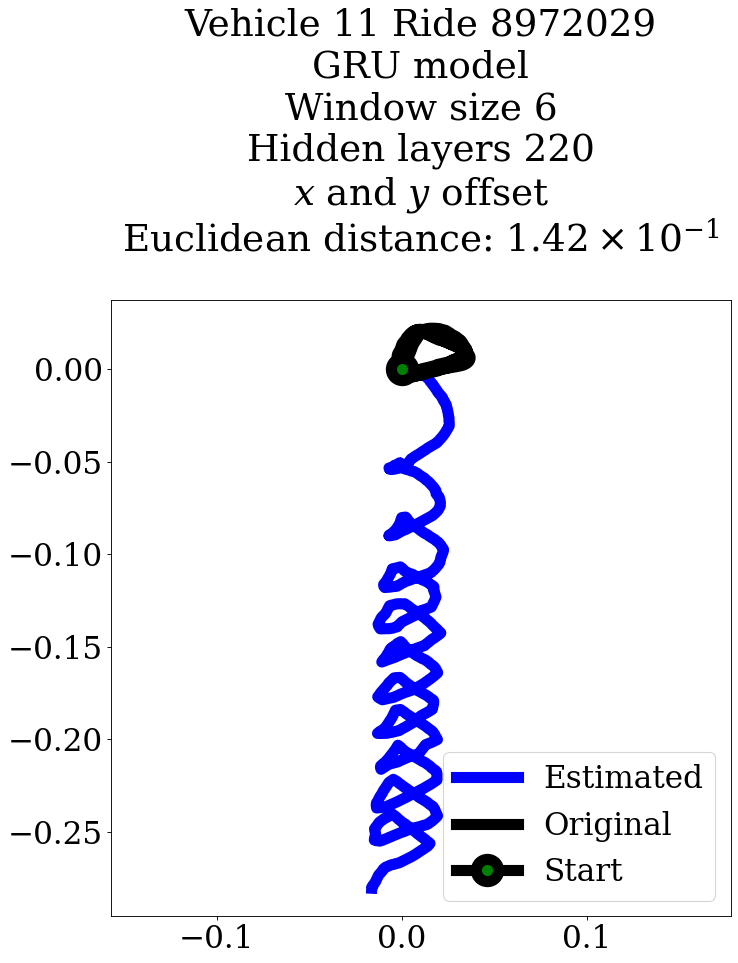 Vehicle 11 Ride 8972029
GRU model
Window size 6
Hidden layers 220
x and y offset
Euclidean distance: 1.42 × 10⁻¹
0.00
−0.05
−0.10
−0.15
−0.20
−0.25
Estimated
Original
Start
−0.1 0.0 0.1